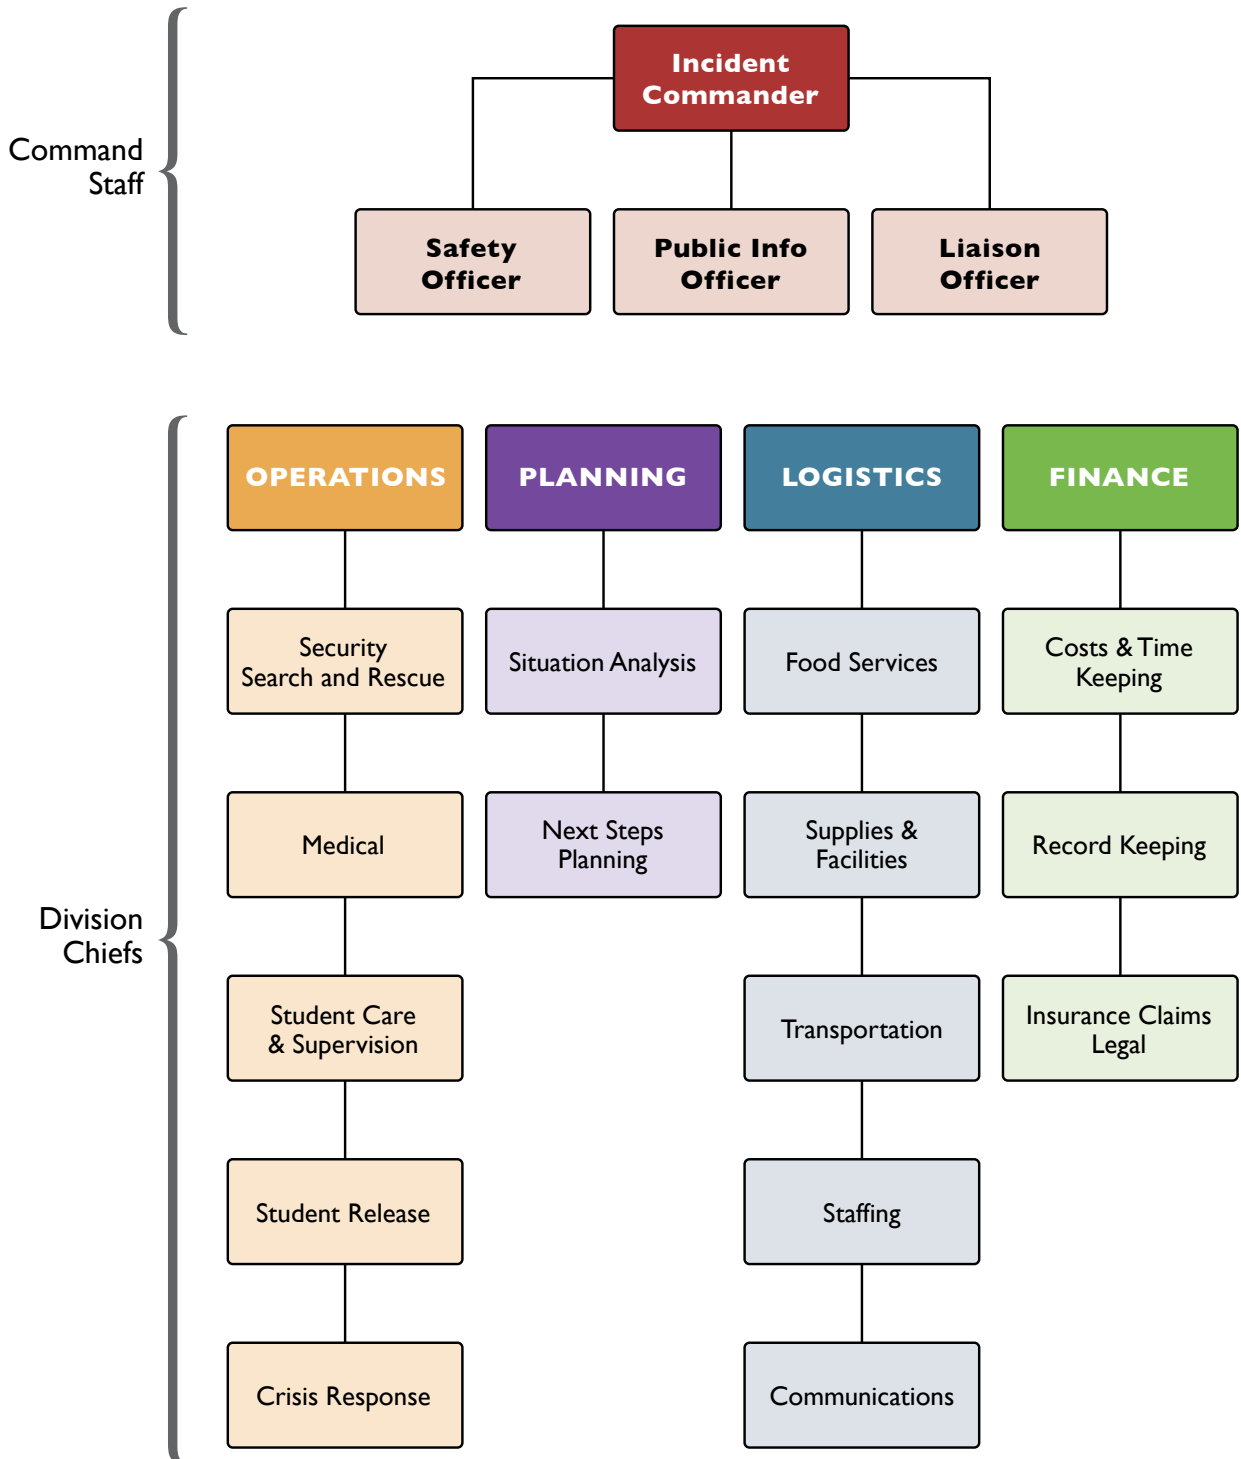 Command
Staff
Incident
Commander
Safety
Officer
Public Info
Officer
Liaison
Officer
Division
Chiefs
OPERATIONS
Security
Search and Rescue
Medical
Student Care
& Supervision
Student Release
Crisis Response
PLANNING
Situation Analysis
Next Steps
Planning
LOGISTICS
Food Services
Supplies &
Facilities
Transportation
Staffing
Communications
FINANCE
Costs & Time
Keeping
Record Keeping
Insurance Claims
Legal